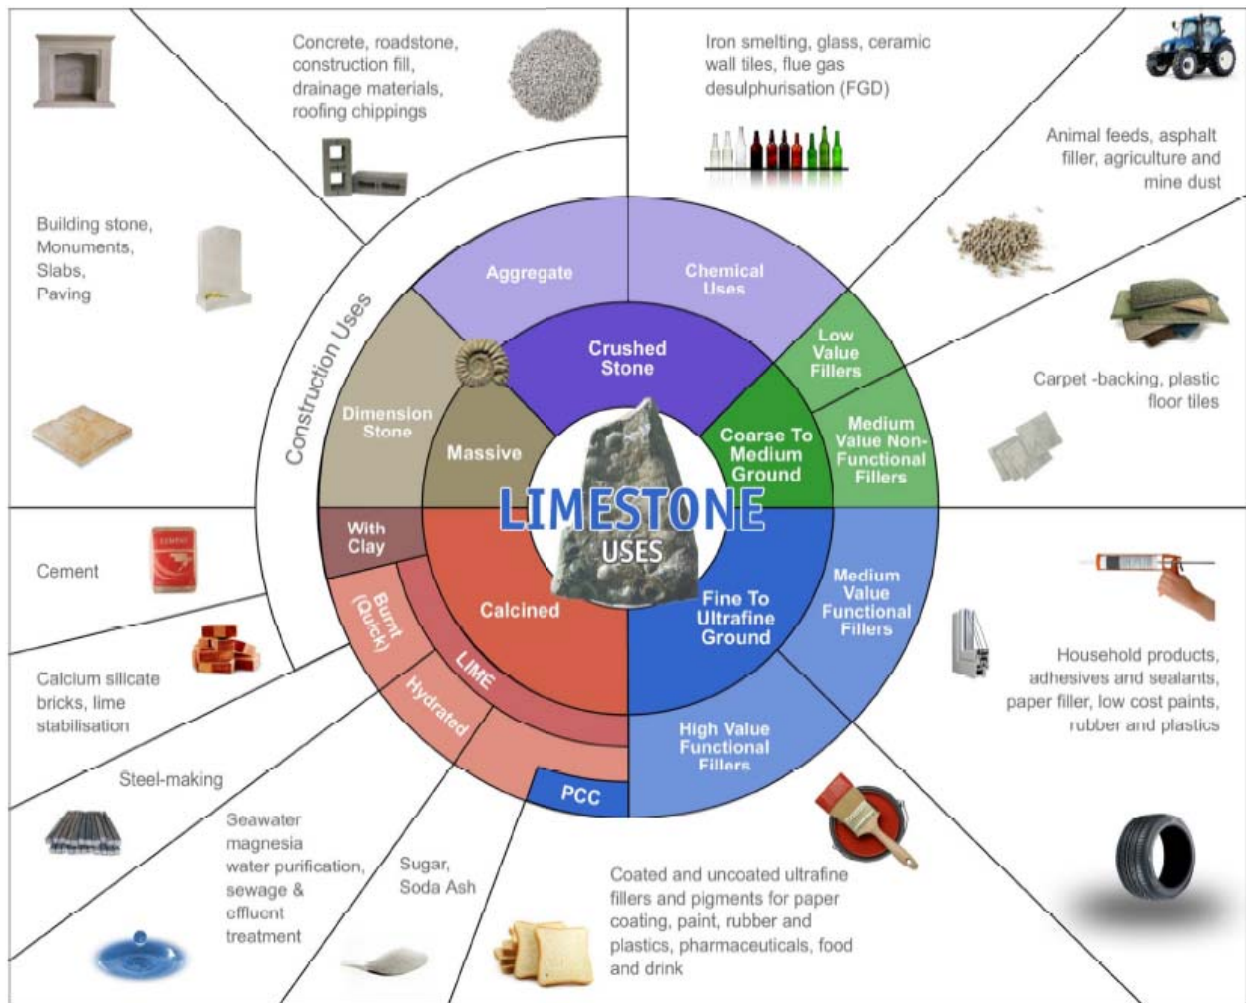 Concrete, roadstone,
construction fill,
drainage materials,
roofing chippings
Iron smelting, glass, ceramic
wall tiles, flue gas
desulphurisation (FGD)
Animal feeds, asphalt
filler, agriculture and
mine dust
Building stone,
Monuments,
Slabs,
Paving
Construction Uses
Aggregate
Chemical
Uses
Crushed
Stone
Low
Value
Fillers
Carpet -backing, plastic
floor tiles
Dimension
Stone
Massive
Coarse To
Medium
Ground
Medium
Value Non-
Functional
Fillers
LIMESTONE
USES
With
Clay
Calcined
Fine To
Ultrafine
Ground
Medium
Value
Functional
Fillers
Cement
CEMENT
Burnt
(Quick)
LIME
Hydrated
High Value
Functional
Fillers
PCC
Household products,
adhesives and sealants,
paper filler, low cost paints,
rubber and plastics
Calcium silicate
bricks, lime
stabilisation
Steel-making
Seawater
magnesia
water purification,
sewage &
effluent
treatment
Sugar,
Soda Ash
Coated and uncoated ultrafine
fillers and pigments for paper
coating, paint, rubber and
plastics, pharmaceuticals, food
and drink